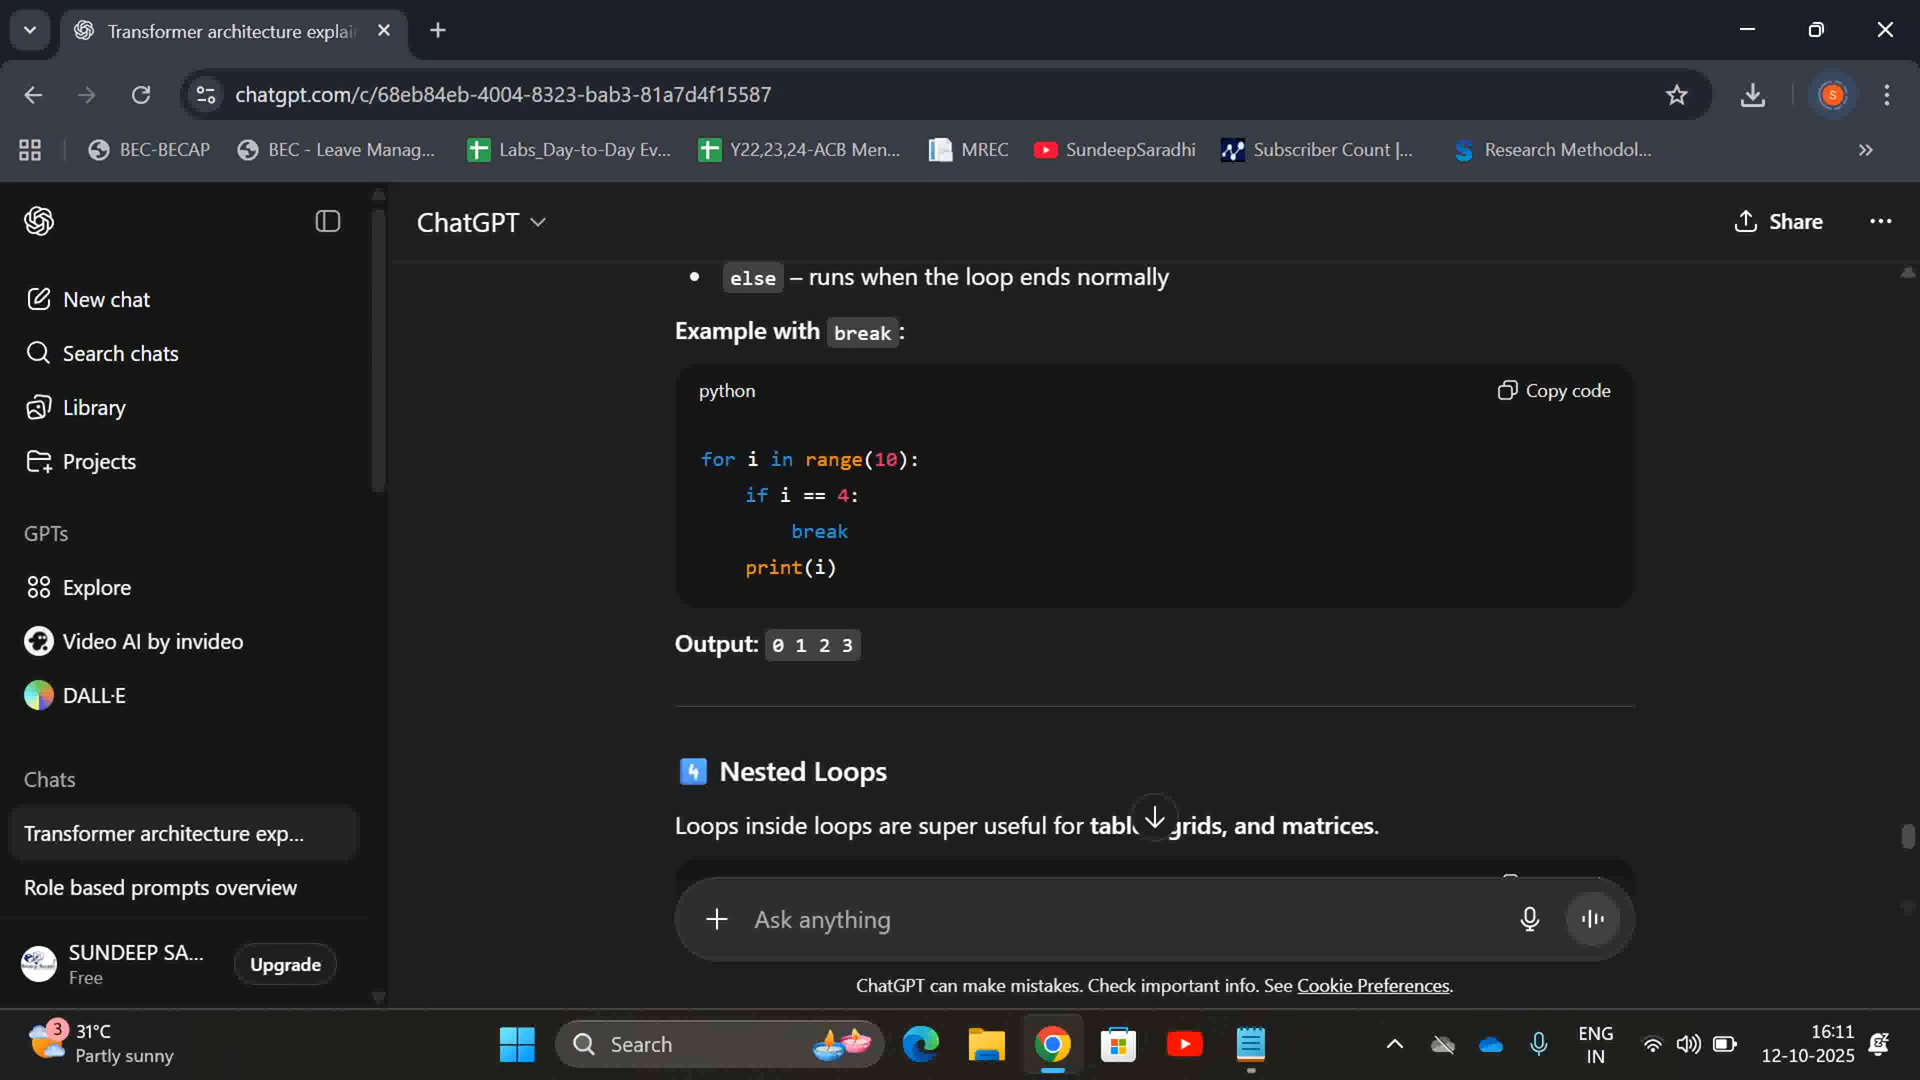 Transformer architecture explai
chatgpt.com/c/68eb84eb-4004-8323-bab3-81a7d4f15587
S
BEC-BECAP
BEC - Leave Manag...
Labs_Day-to-Day Ev...
Y22,23,24-ACB Men...
MREC
SundeepSaradhi
Subscriber Count |...
Research Methodol...
ChatGPT
Share
New chat
Search chats
Library
Projects
GPTs
Explore
Video AI by invideo
DALL·E
Chats
Transformer architecture exp...
Role based prompts overview
SUNDEEP SA...
Free
Upgrade
• else – runs when the loop ends normally
Example with break:
python
Copy code
for i in range(10):
    if i == 4:
        break
    print(i)
Output: 0 1 2 3
4 Nested Loops
Loops inside loops are super useful for grids, and matrices.
Ask anything
ChatGPT can make mistakes. Check important info. See Cookie Preferences.
3
31°C
Partly sunny
Search
ENG
IN
16:11
12-10-2025